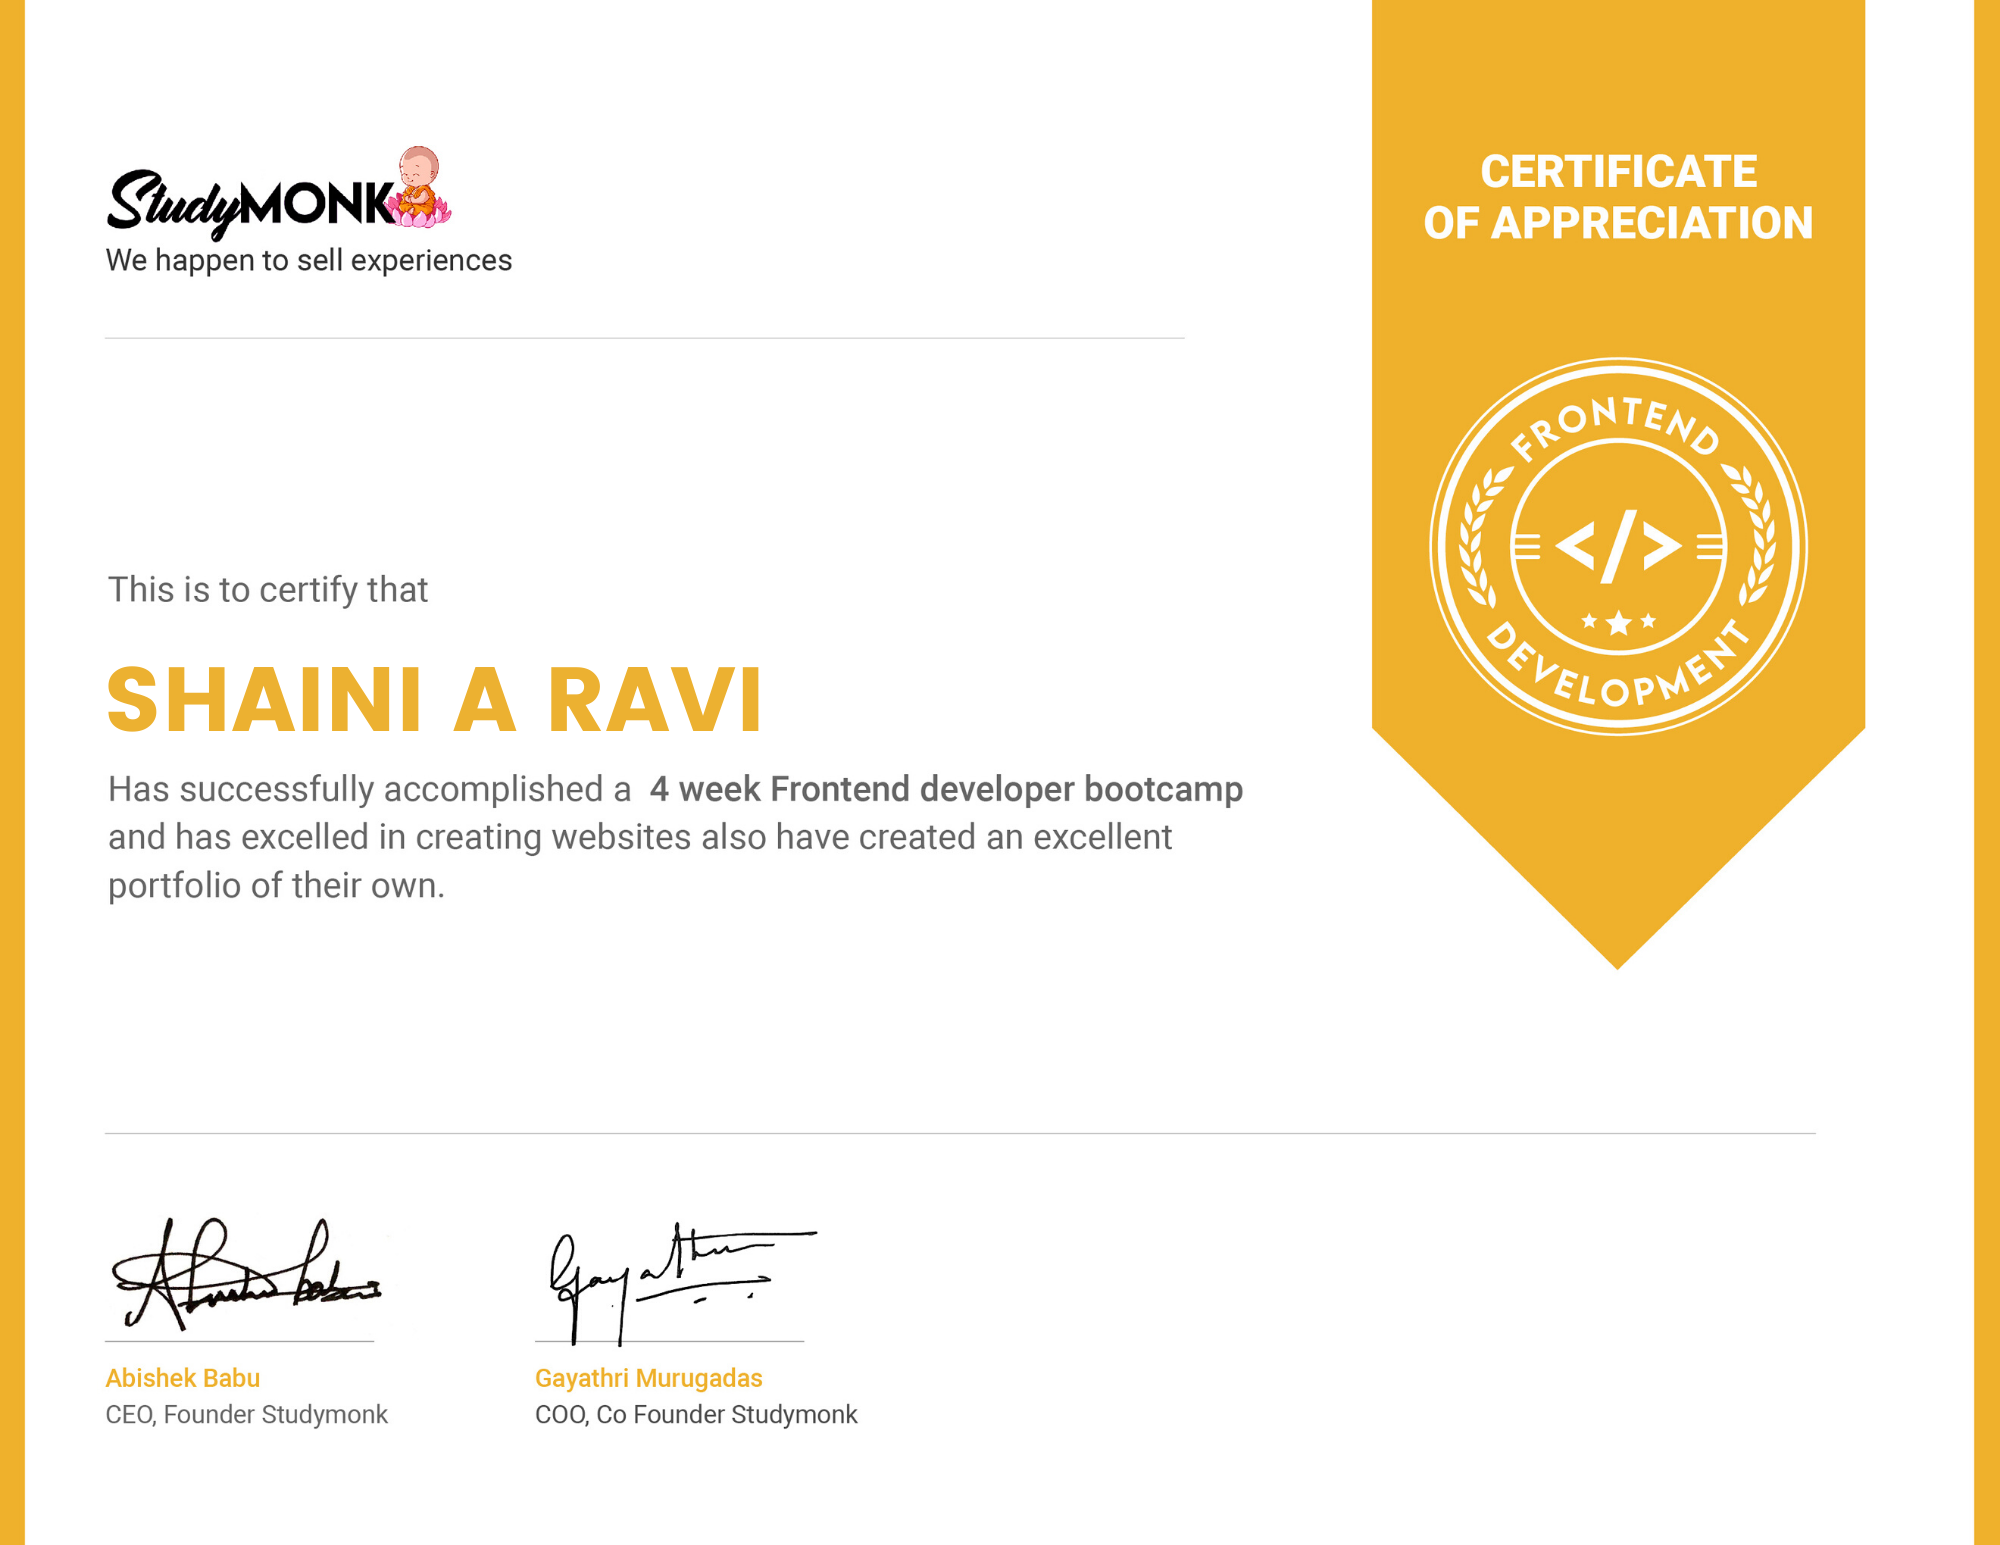 StudyMONK
We happen to sell experiences
CERTIFICATE
OF APPRECIATION
FRONTEND
</>
DEVELOPMENT
This is to certify that
SHAINI A RAVI
Has successfully accomplished a 4 week Frontend developer bootcamp
and has excelled in creating websites also have created an excellent
portfolio of their own.
Abishek Babu
CEO, Founder Studymonk
Gayathri Murugadas
COO, Co Founder Studymonk